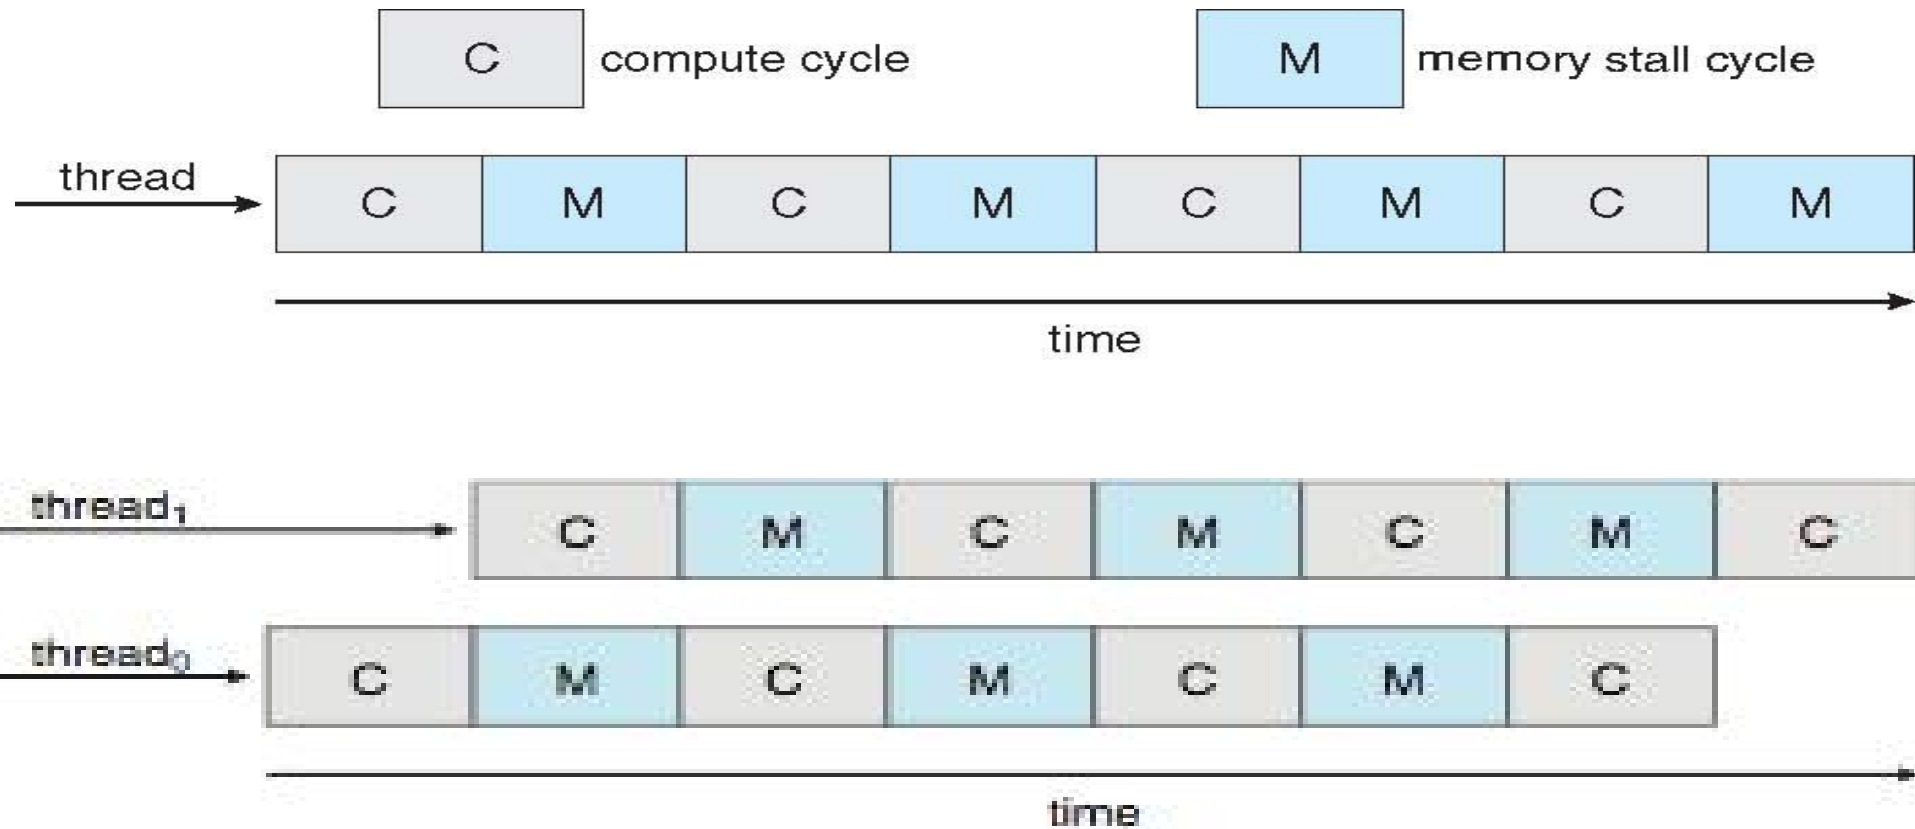 C compute cycle M memory stall cycle
thread
C M C M C M C M
time
thread₁
C M C M C M C
thread₀
C M C M C M C
time